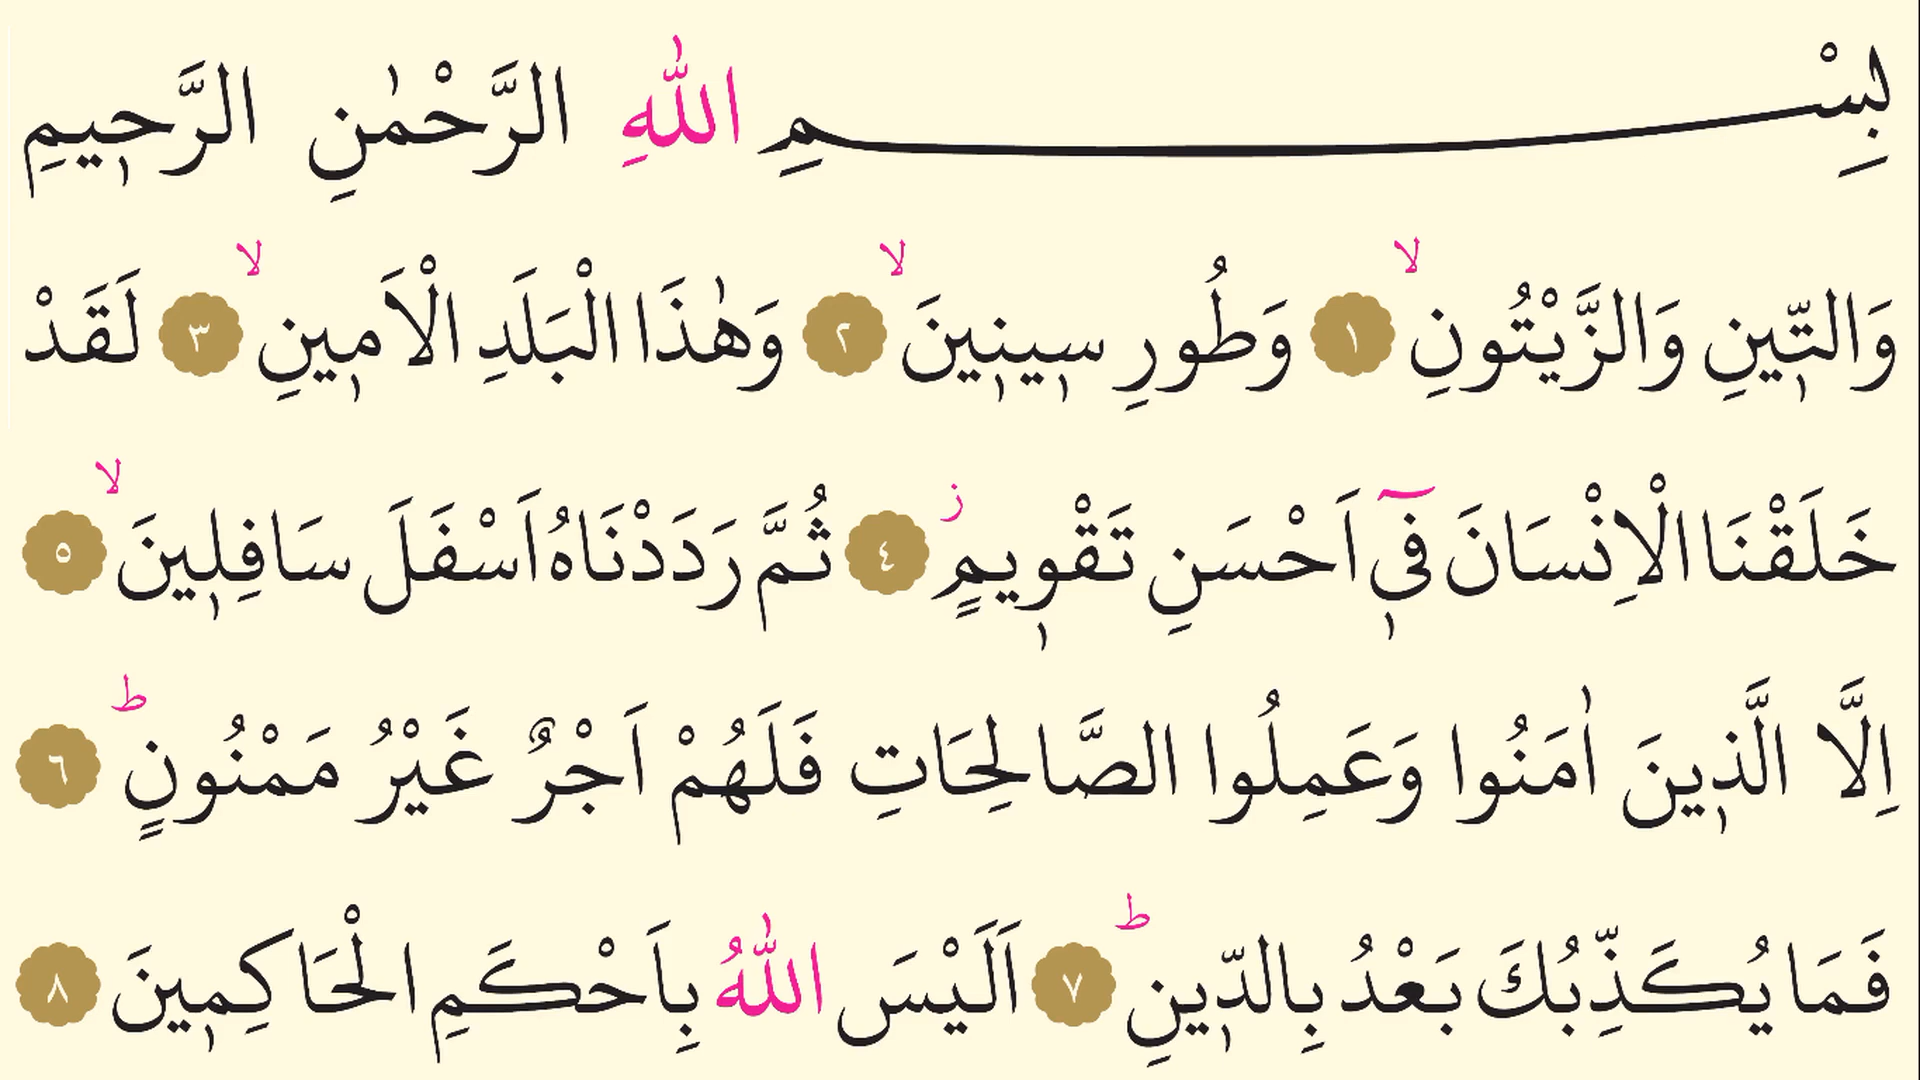 بِسْمِ اللّٰهِ الرَّحْمٰنِ الرَّحٖيمِ
وَالتّٖينِ وَالزَّيْتُونِۙ ١ وَطُورِ سٖينٖينَۙ ٢ وَهٰذَا الْبَلَدِ الْاَمٖينِۙ ٣ لَقَدْ
خَلَقْنَا الْاِنْسَانَ فٖٓي اَحْسَنِ تَقْوٖيمٍؗ ٤ ثُمَّ رَدَدْنَاهُ اَسْفَلَ سَافِلٖينَۙ ٥
اِلَّا الَّذٖينَ اٰمَنُوا وَعَمِلُوا الصَّالِحَاتِ فَلَهُمْ اَجْرٌ غَيْرُ مَمْنُونٍؕ ٦
فَمَا يُكَذِّبُكَ بَعْدُ بِالدّٖينِؕ ٧ اَلَيْسَ اللّٰهُ بِاَحْكَمِ الْحَاكِمٖينَ ٨